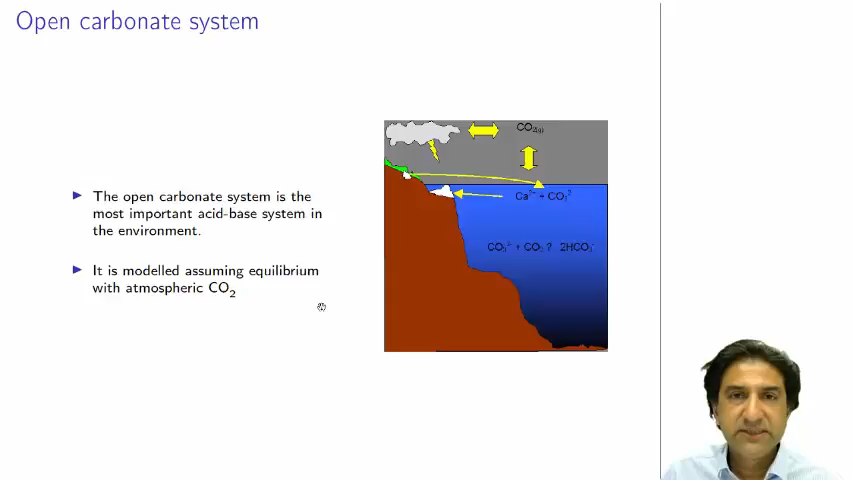 Open carbonate system
The open carbonate system is the
most important acid-base system in
the environment.
It is modelled assuming equilibrium
with atmospheric CO₂
CO₂₍g₎
Ca²⁺ + CO₃²
CO₃²⁻ + CO₂ ? 2HCO₃⁻